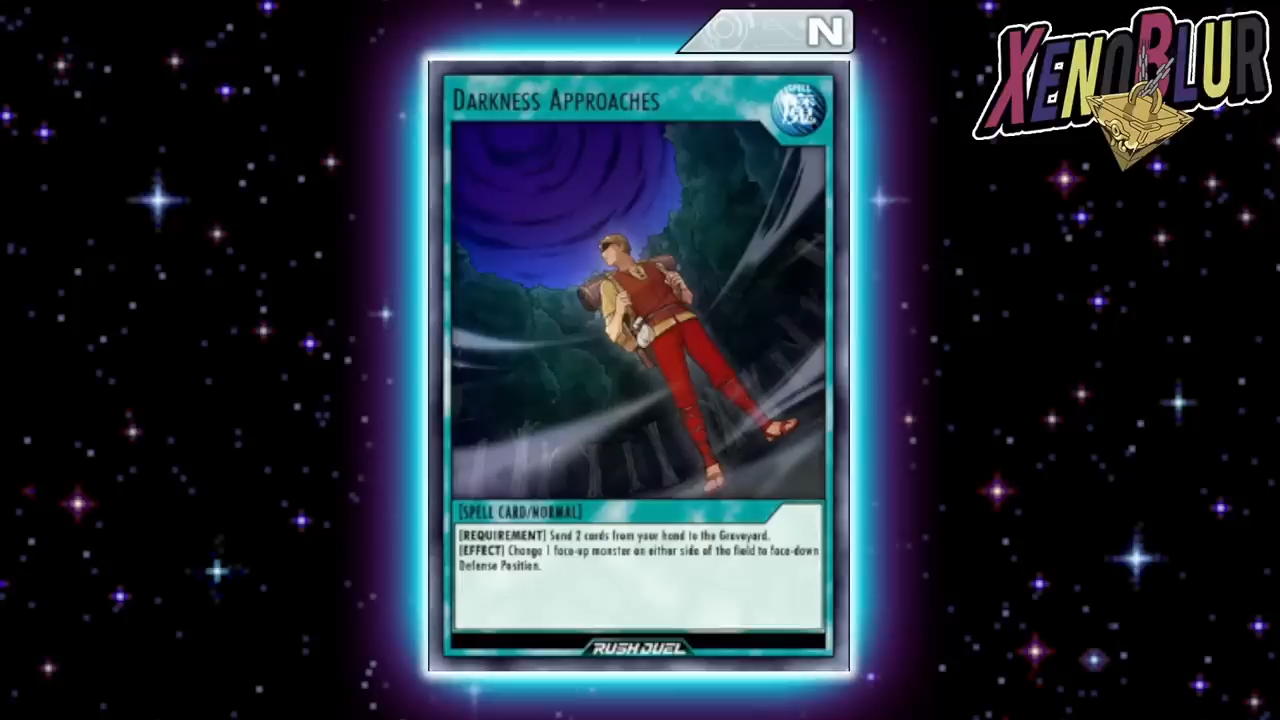 N
XENOBLUR
DARKNESS APPROACHES
SPELL
[SPELL CARD/NORMAL]
[REQUIREMENT] Send 2 cards from your hand to the Graveyard.
[EFFECT] Change 1 face-up monster on either side of the field to face-down
Defense Position.
RUSH DUEL